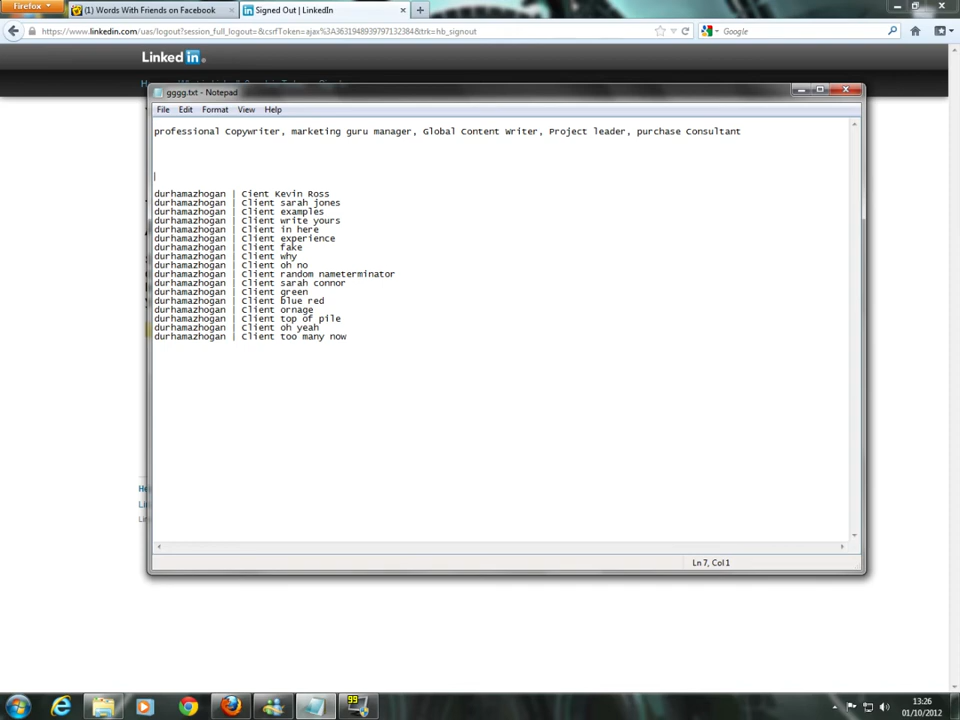 Firefox
(1) Words With Friends on Facebook
Signed Out | LinkedIn
https://www.linkedin.com/uas/logout?session_full_logout=&csrfToken=ajax%3A3631948939797132384&trk=hb_signout
Google
Linked in
gggg.txt - Notepad
File Edit Format View Help
professional Copywriter, marketing guru manager, Global Content Writer, Project leader, purchase Consultant
durhamazhogan | Cient Kevin Ross
durhamazhogan | Client sarah jones
durhamazhogan | Client examples
durhamazhogan | Client write yours
durhamazhogan | Client in here
durhamazhogan | Client experience
durhamazhogan | Client fake
durhamazhogan | Client why
durhamazhogan | Client oh no
durhamazhogan | Client random nameterminator
durhamazhogan | Client sarah connor
durhamazhogan | Client green
durhamazhogan | Client blue red
durhamazhogan | Client ornage
durhamazhogan | Client top of pile
durhamazhogan | Client oh yeah
durhamazhogan | Client too many now
Ln 7, Col 1
99
13:26
01/10/2012